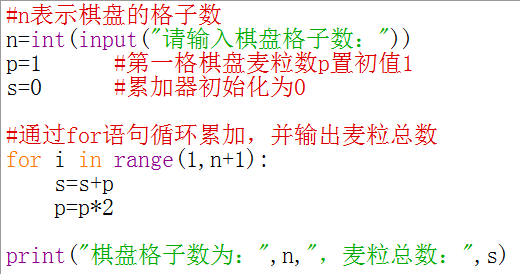 #n表示棋盘的格子数
n=int(input("请输入棋盘格子数："))
p=1      #第一格棋盘麦粒数p置初值1
s=0      #累加器初始化为0
#通过for语句循环累加，并输出麦粒总数
for i in range(1,n+1):
    s=s+p
    p=p*2
print("棋盘格子数为：",n,"，麦粒总数：",s)